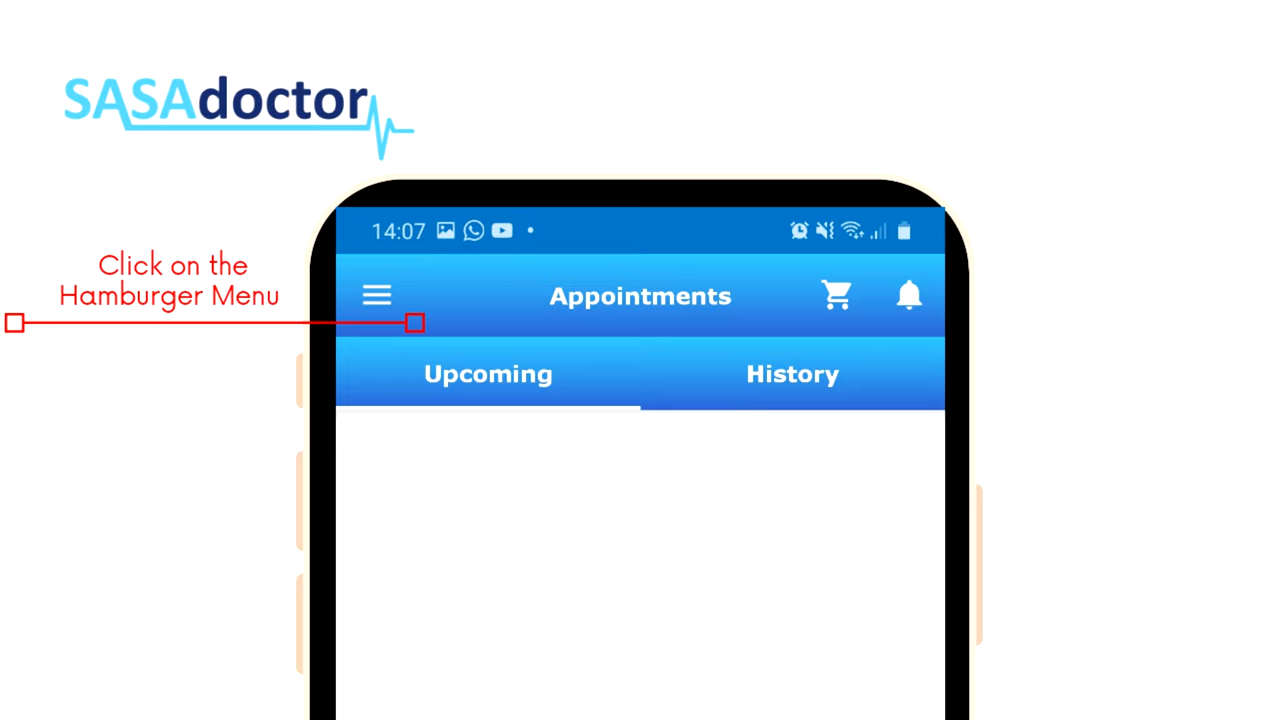 SASAdoctor
14:07
Click on the
Hamburger Menu
Appointments
Upcoming
History